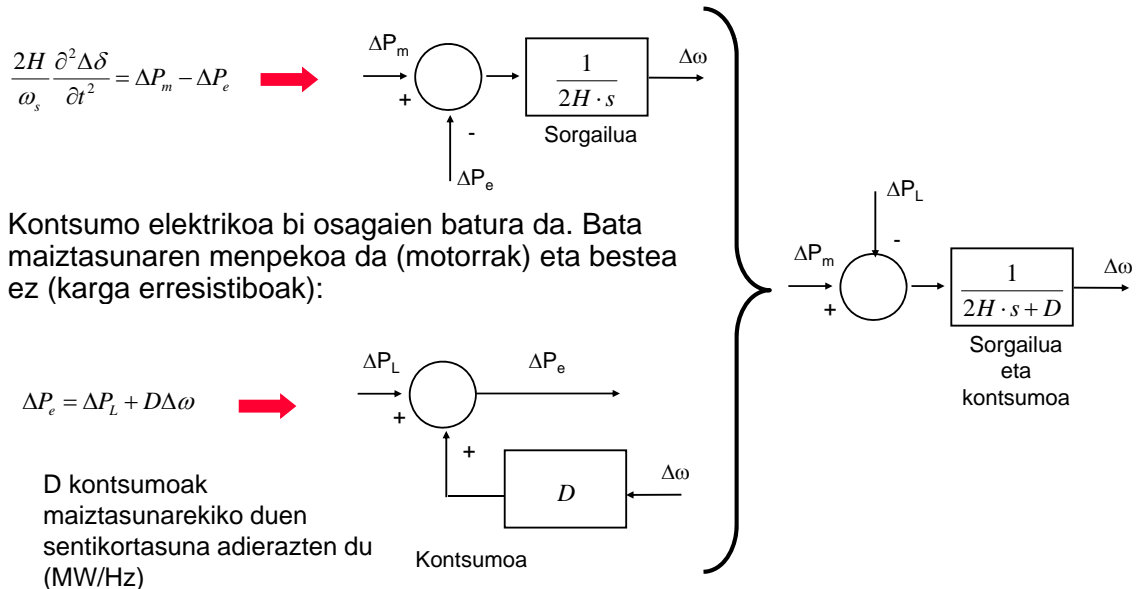 2H/ω_s ∂²Δδ/∂t² = ΔP_m − ΔP_e
ΔP_m
+
-
ΔP_e
1/(2H · s)
Δω
Sorgailua
Kontsumo elektrikoa bi osagaien batura da. Bata
maiztasunaren menpekoa da (motorrak) eta bestea
ez (karga erresistiboak):
ΔP_e = ΔP_L + DΔω
D kontsumoak
maiztasunarekiko duen
sentikortasuna adierazten du
(MW/Hz)
ΔP_L
+
+
ΔP_e
D
Δω
Kontsumoa
ΔP_L
-
ΔP_m
+
1/(2H · s + D)
Δω
Sorgailua
eta
kontsumoa